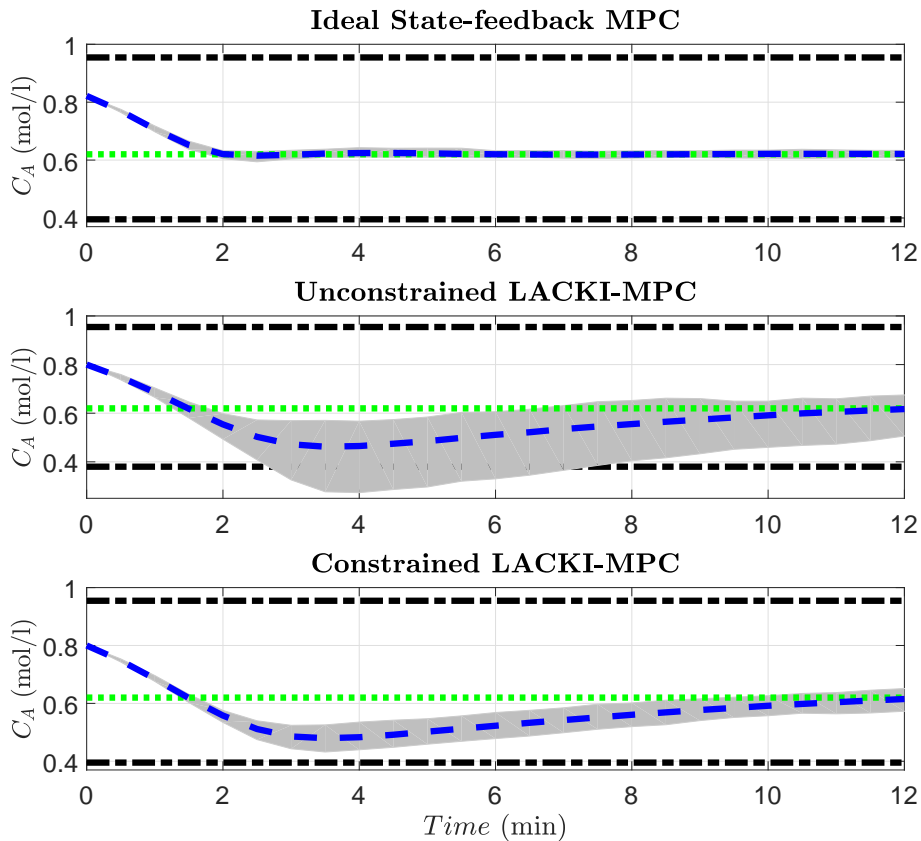 Ideal State-feedback MPC
1
0.8
0.6
0.4
C_A (mol/l)
0 2 4 6 8 10 12
Unconstrained LACKI-MPC
1
0.8
0.6
0.4
C_A (mol/l)
0 2 4 6 8 10 12
Constrained LACKI-MPC
1
0.8
0.6
0.4
C_A (mol/l)
0 2 4 6 8 10 12
Time (min)